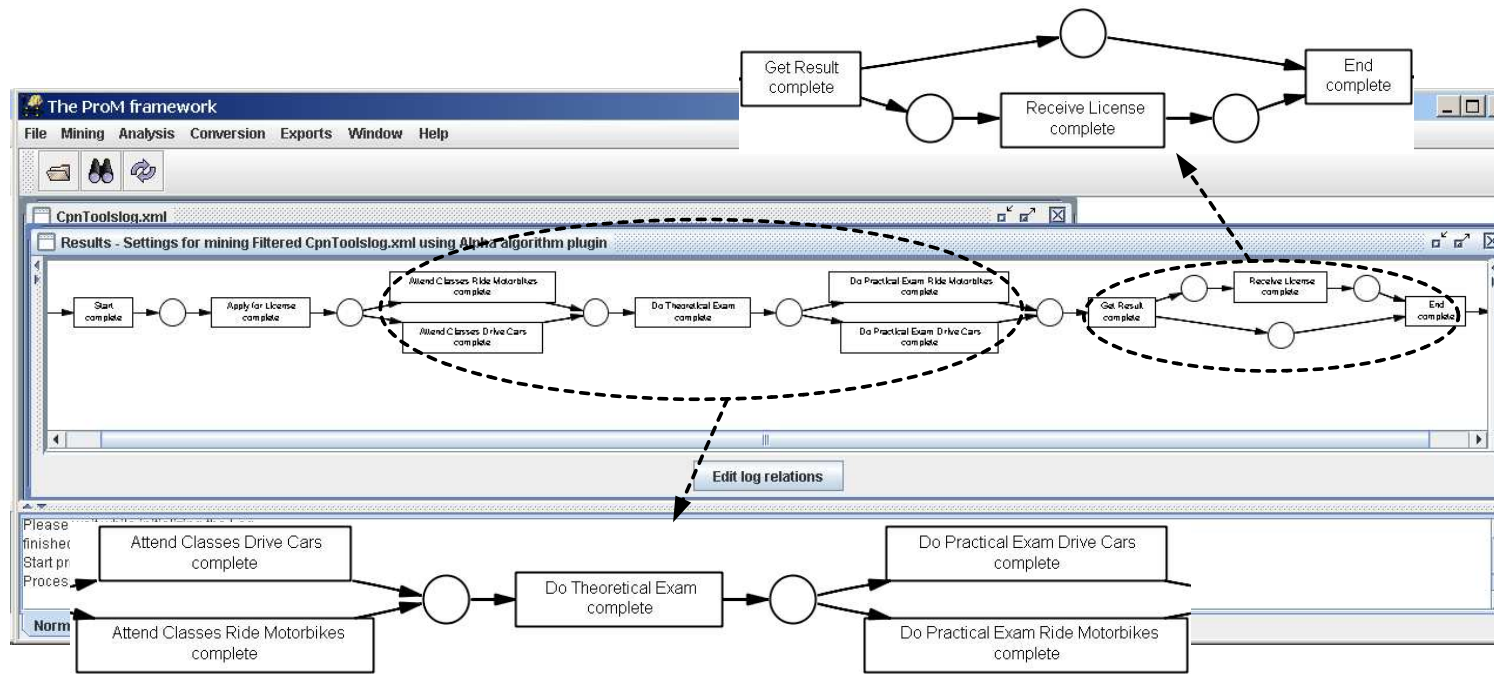 Get Result
complete
End
complete
Receive License
complete
The ProM framework
File Mining Analysis Conversion Exports Window Help
CpnToolslog.xml
Results - Settings for mining Filtered CpnToolslog.xml using Alpha algorithm plugin
Start
complete
Apply for License
complete
Attend Classes Ride Motorbikes
complete
Attend Classes Drive Cars
complete
Do Theoretical Exam
complete
Do Practical Exam Ride Motorbikes
complete
Do Practical Exam Drive Cars
complete
Get Result
complete
Receive License
complete
End
complete
Edit log relations
Please wait while initializing the Log
finished
Start pr
Proces
Norm
Attend Classes Drive Cars
complete
Attend Classes Ride Motorbikes
complete
Do Theoretical Exam
complete
Do Practical Exam Drive Cars
complete
Do Practical Exam Ride Motorbikes
complete